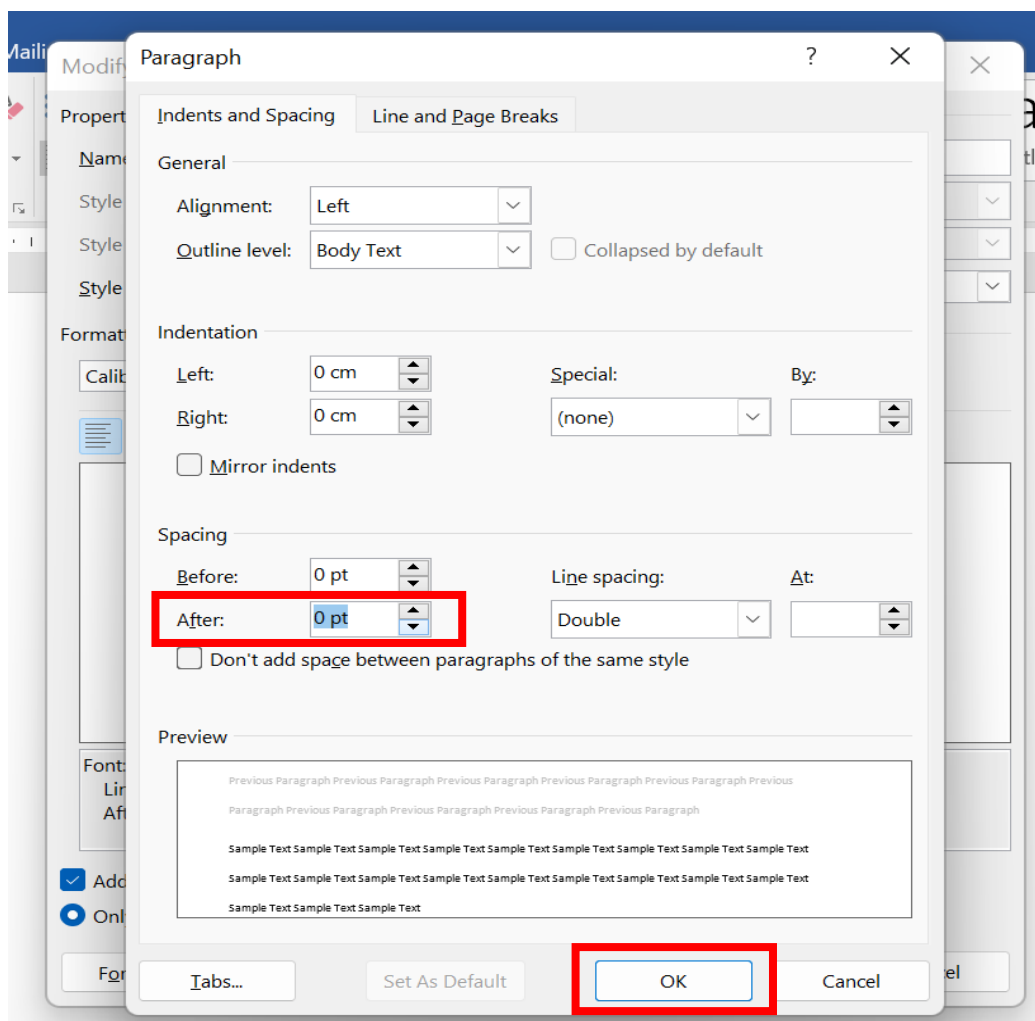 Paragraph ?
Indents and Spacing Line and Page Breaks
General
Alignment: Left
Outline level: Body Text Collapsed by default
Indentation
Left: 0 cm Special: By:
Right: 0 cm (none)
Mirror indents
Spacing
Before: 0 pt Line spacing: At:
After: 0 pt Double
Don't add space between paragraphs of the same style
Preview
Previous Paragraph Previous Paragraph Previous Paragraph Previous Paragraph Previous Paragraph Previous
Paragraph Previous Paragraph Previous Paragraph Previous Paragraph Previous Paragraph
Sample Text Sample Text Sample Text Sample Text Sample Text Sample Text Sample Text Sample Text Sample Text
Sample Text Sample Text Sample Text Sample Text Sample Text Sample Text Sample Text Sample Text Sample Text
Sample Text Sample Text Sample Text
Tabs... Set As Default OK Cancel
Maili
Modify
Propert
Name
Style
Style
Style
Format
Calib
Font:
Lin
Aft
Add
Onl
For
el